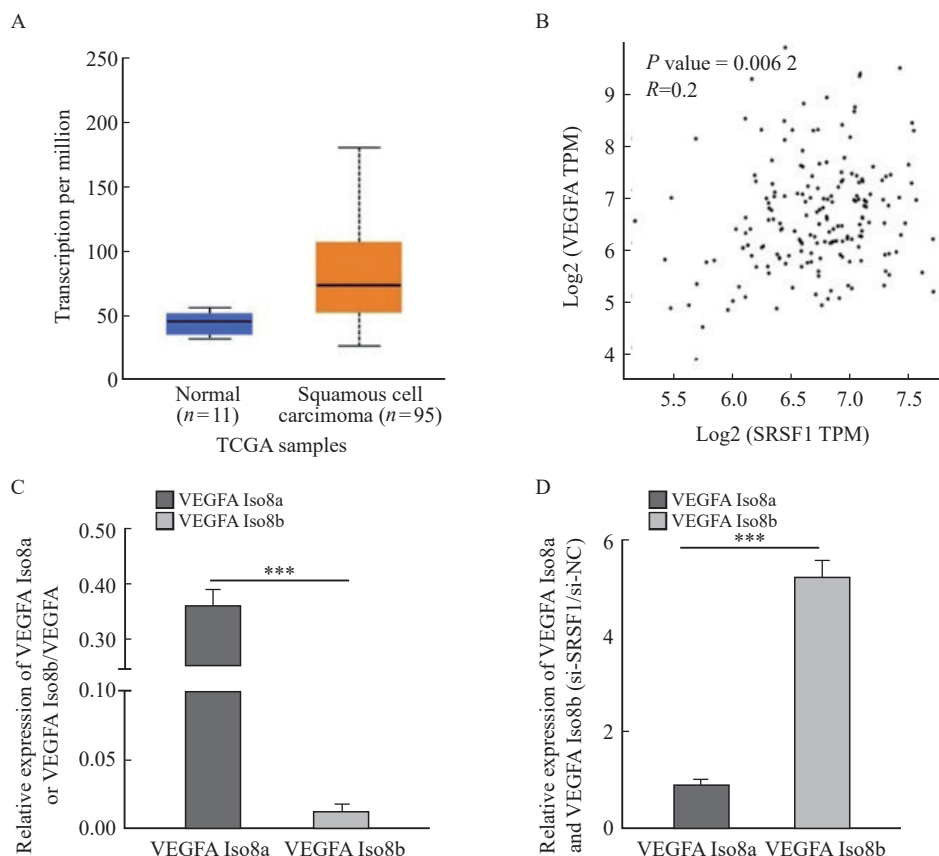 A
250
200
150
100
50
0
Transcription per million
Normal
(n=11)
Squamous cell
carcimoma (n=95)
TCGA samples
B
P value = 0.006 2
R=0.2
9
8
7
6
5
4
Log2 (VEGFA TPM)
5.5 6.0 6.5 7.0 7.5
Log2 (SRSF1 TPM)
C
VEGFA Iso8a
VEGFA Iso8b
0.50
0.40
0.30
0.10
0.05
0.00
Relative expression of VEGFA Iso8a
or VEGFA Iso8b/VEGFA
***
VEGFA Iso8a VEGFA Iso8b
D
VEGFA Iso8a
VEGFA Iso8b
6
4
2
0
Relative expression of VEGFA Iso8a
and VEGFA Iso8b (si-SRSF1/si-NC)
***
VEGFA Iso8a VEGFA Iso8b